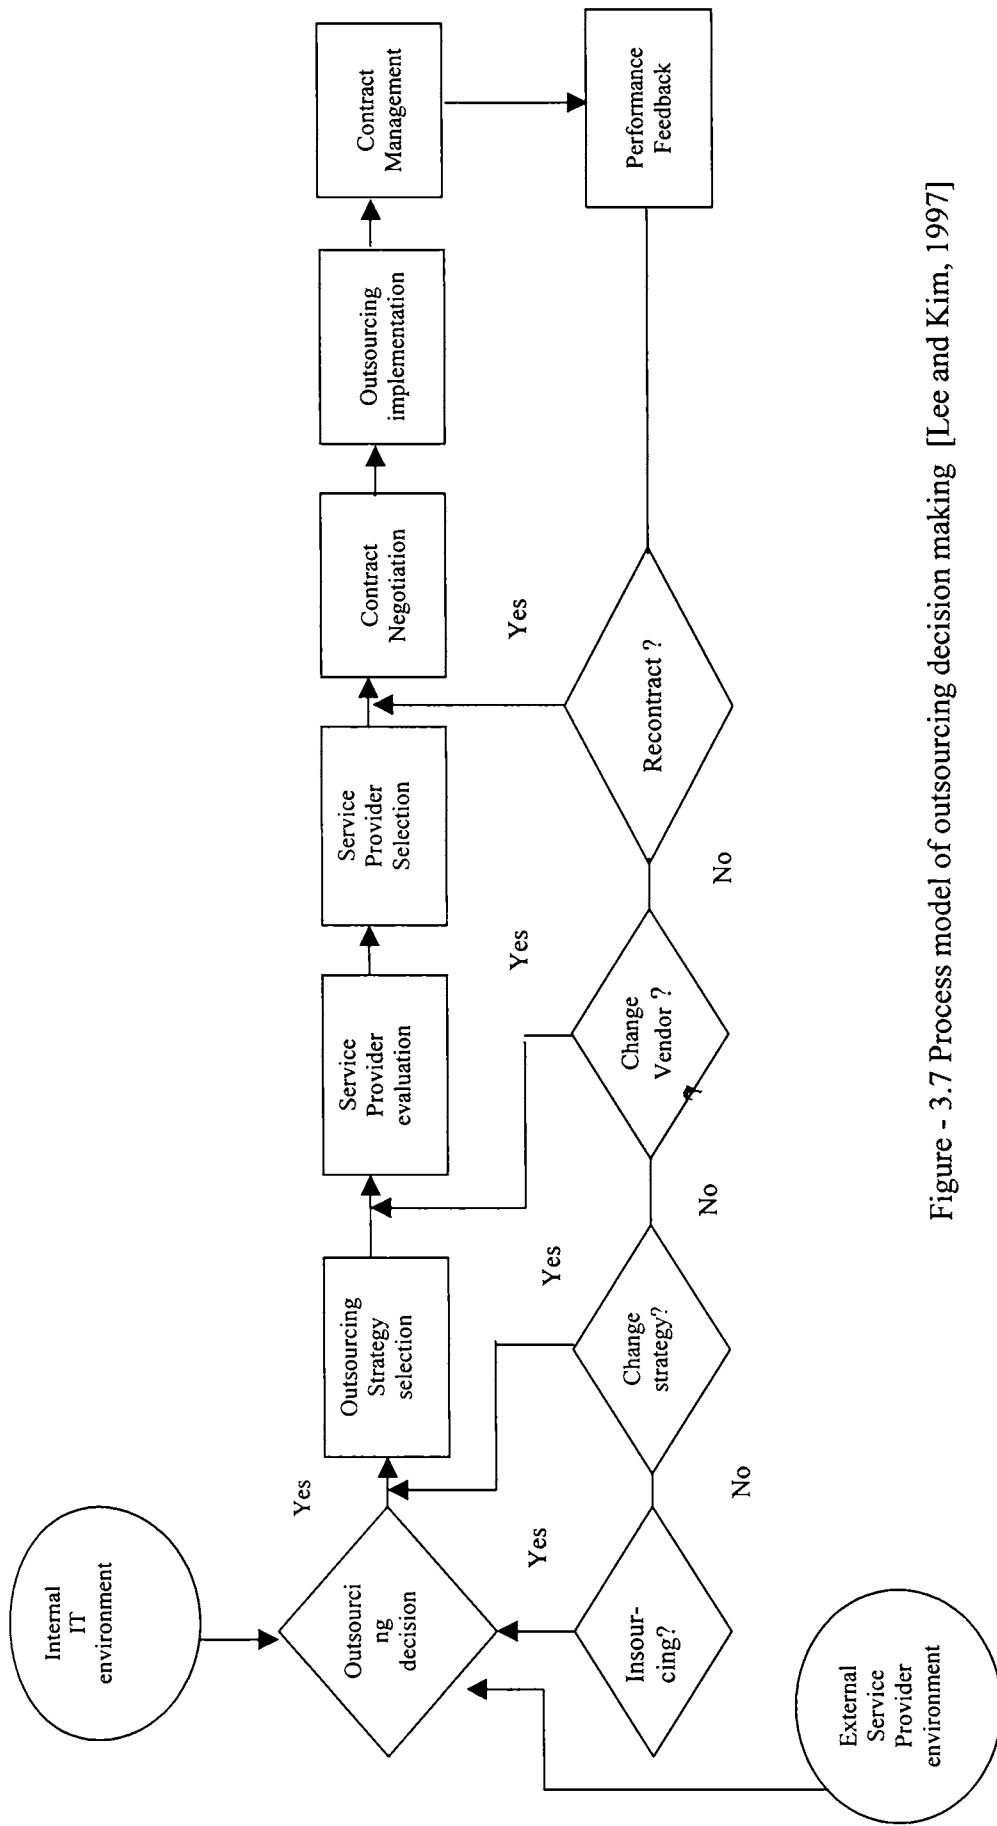 Internal
IT
environment
Outsourci
ng
decision
Yes
Outsourcing
Strategy
selection
Service
Provider
evaluation
Service
Provider
Selection
Contract
Negotiation
Outsourcing
implementation
Contract
Management
Yes
Yes
Yes
Yes
Insour-
cing?
Change
strategy?
Change
Vendor ?
Recontract ?
Performance
Feedback
No
No
No
External
Service
Provider
environment
Figure - 3.7 Process model of outsourcing decision making [Lee and Kim, 1997]